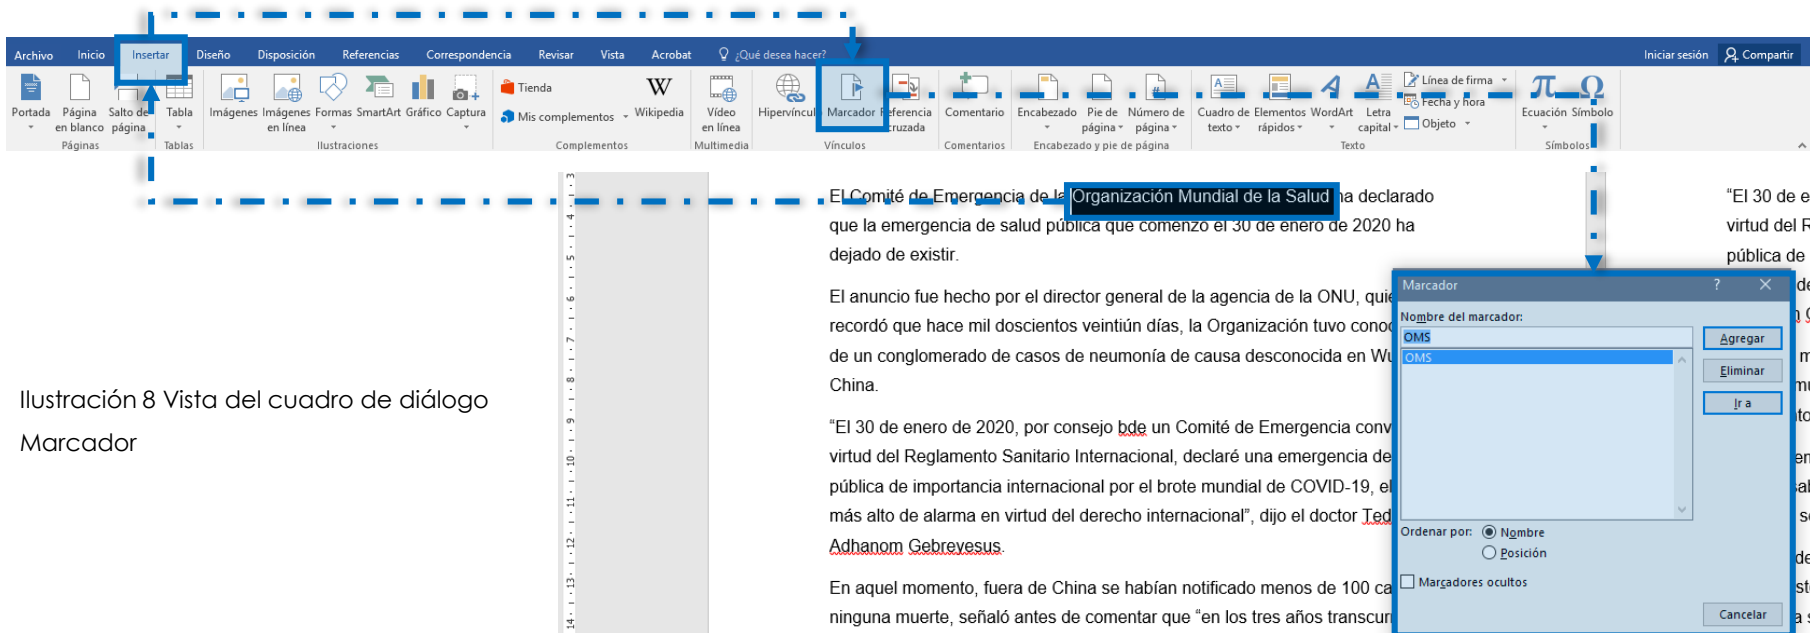 Archivo Inicio Insertar Diseño Disposición Referencias Correspondencia Revisar Vista Acrobat ¿Qué desea hacer? Iniciar sesión Compartir
Portada
Página en blanco
Salto de página
Páginas
Tabla
Tablas
Imágenes
Imágenes en línea
Formas
SmartArt
Gráfico
Captura
Ilustraciones
Tienda
Mis complementos
Wikipedia
Complementos
Vídeo en línea
Multimedia
Hipervínculo
Marcador
Referencia cruzada
Vínculos
Comentario
Comentarios
Encabezado
Pie de página
Número de página
Encabezado y pie de página
Cuadro de texto
Elementos rápidos
WordArt
Letra capital
Línea de firma
Fecha y hora
Objeto
Texto
Ecuación
Símbolo
Símbolos
El Comité de Emergencia de la Organización Mundial de la Salud ha declarado
que la emergencia de salud pública que comenzó el 30 de enero de 2020 ha
dejado de existir.
El anuncio fue hecho por el director general de la agencia de la ONU,
recordó que hace mil doscientos veintiún días, la Organización tuvo
de un conglomerado de casos de neumonía de causa desconocida en
China.
“El 30 de enero de 2020, por consejo bde un Comité de Emergencia
virtud del Reglamento Sanitario Internacional, declaré una emergencia de
pública de importancia internacional por el brote mundial de COVID-19,
más alto de alarma en virtud del derecho internacional”, dijo el doctor
Adhanom Gebreyesus.
En aquel momento, fuera de China se habían notificado menos de 100
ninguna muerte, señaló antes de comentar que “en los tres años
“El 30 de
virtud del
pública de
Marcador ? ×
Nombre del marcador:
OMS
OMS
Agregar
Eliminar
Ir a
Ordenar por: Nombre
Posición
Marcadores ocultos
Cancelar
Ilustración 8 Vista del cuadro de diálogo
Marcador